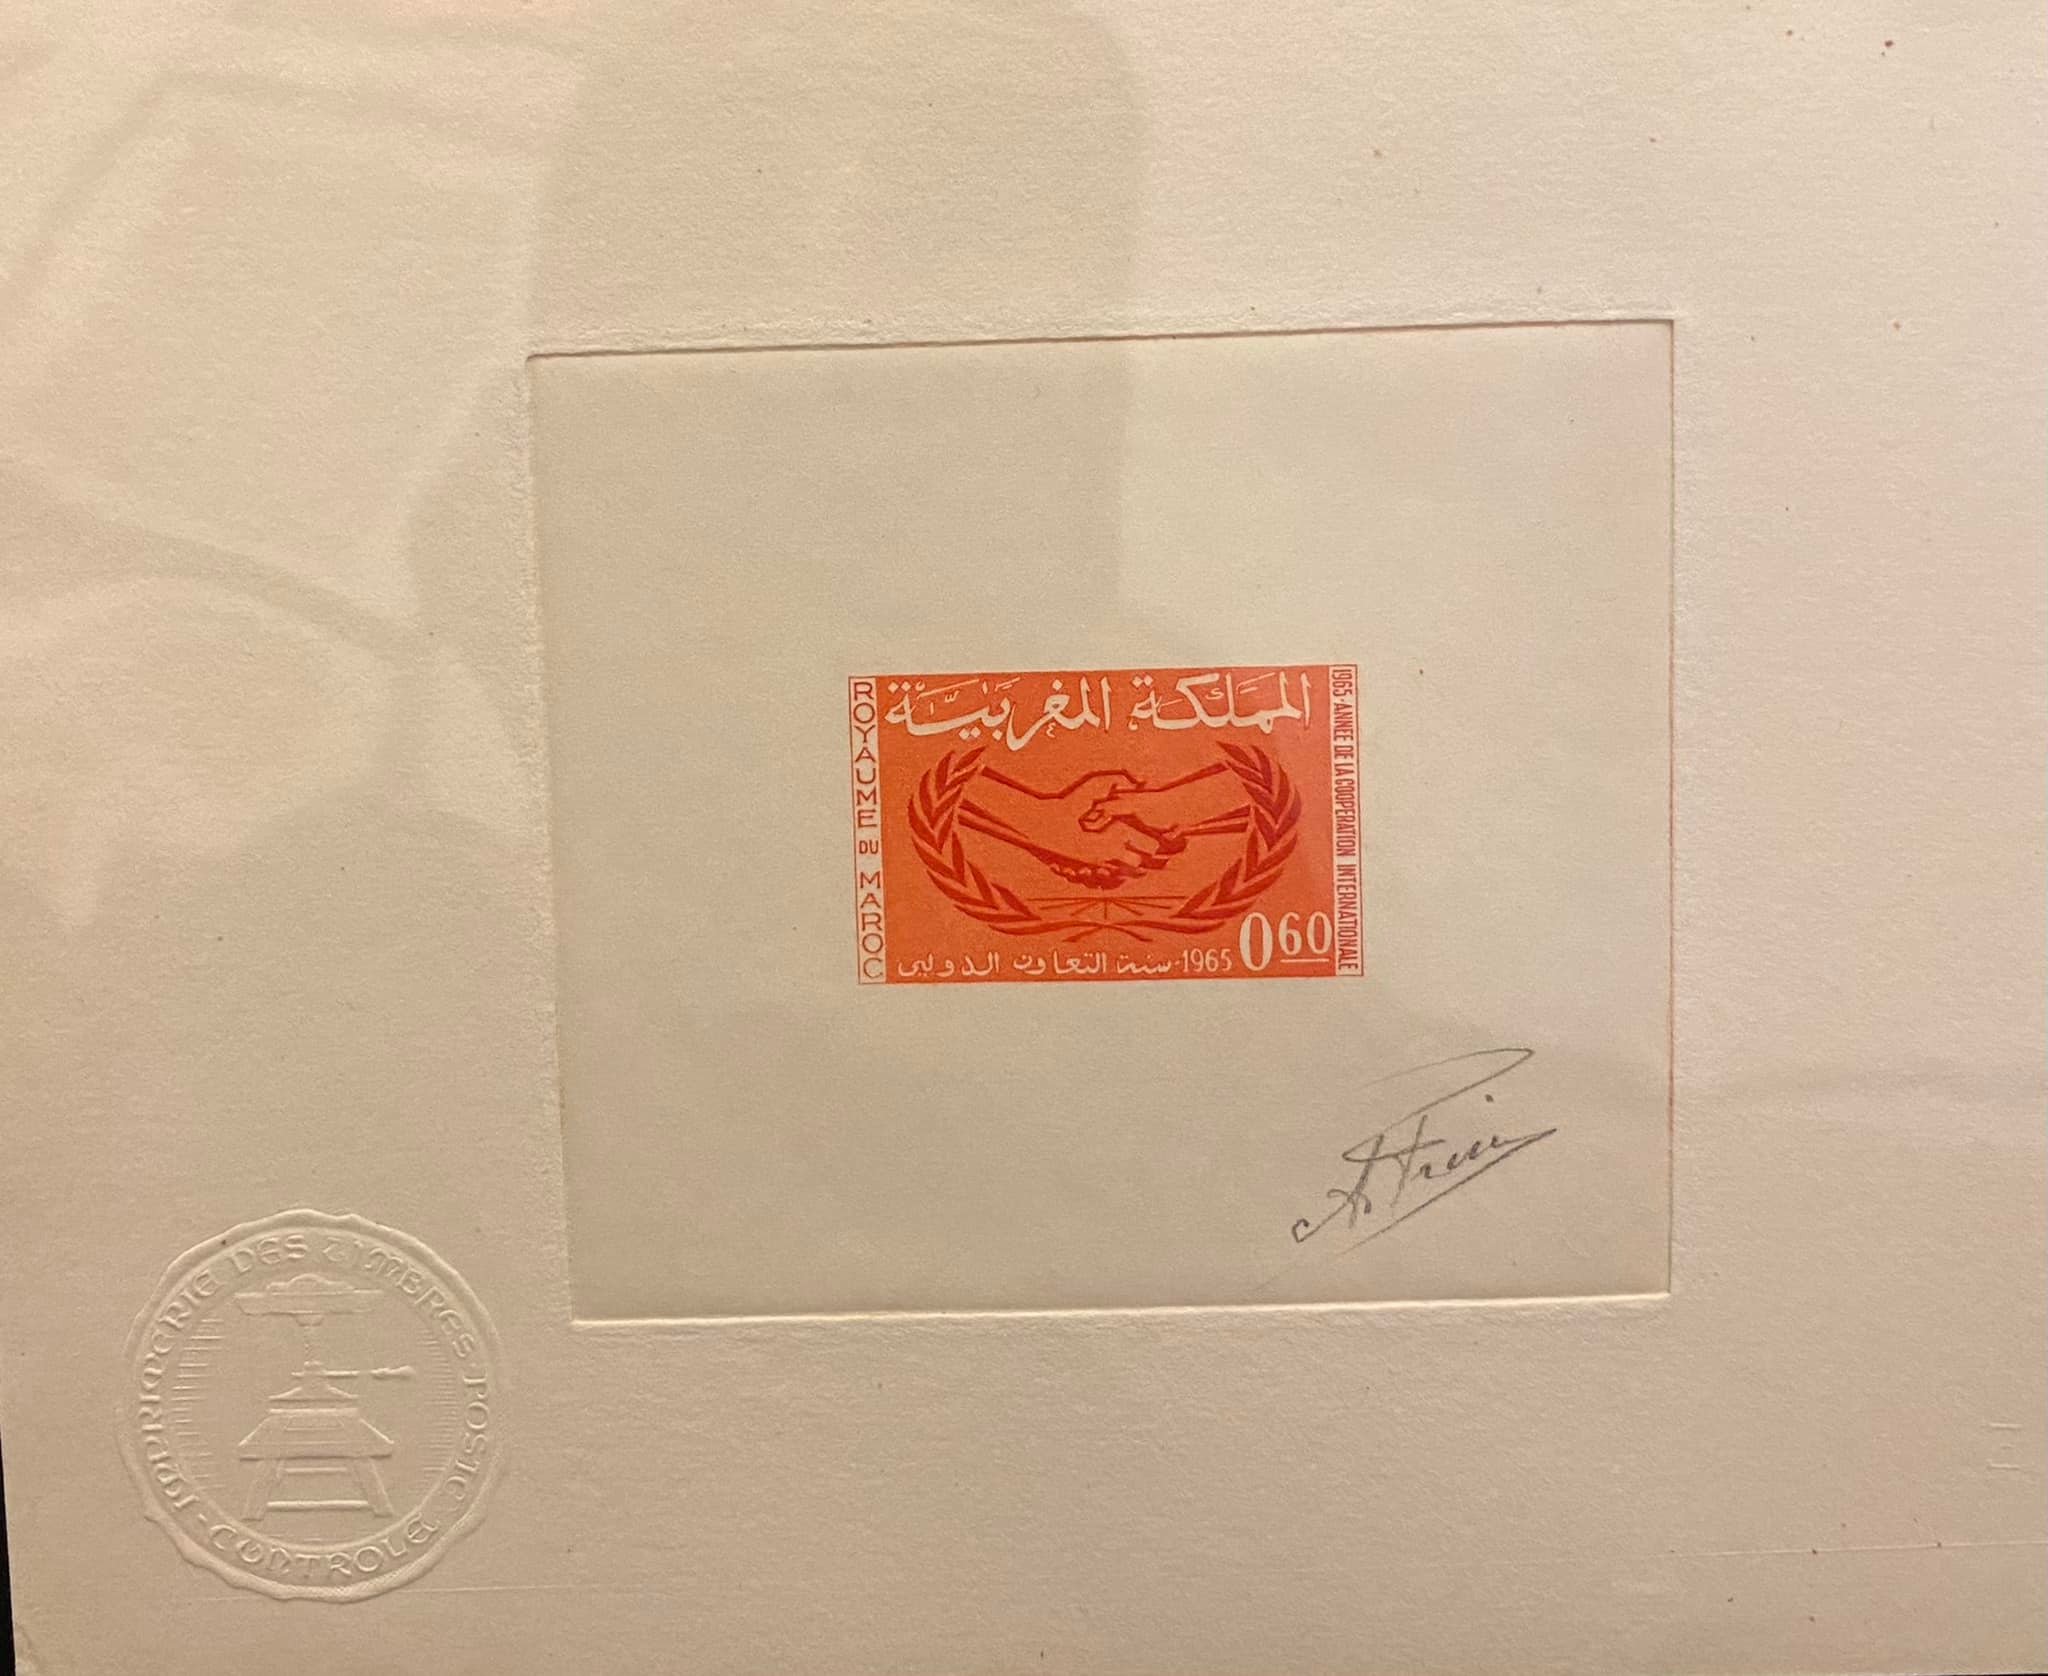 المملكة المغربية
ROYAUME DU MAROC
1965-ANNEE DE LA COOPERATION INTERNATIONALE
0.60
1965-سنة التعاون الدولي
IMPRIMERIE DES TIMBRES-POSTE
-CONTROLE-